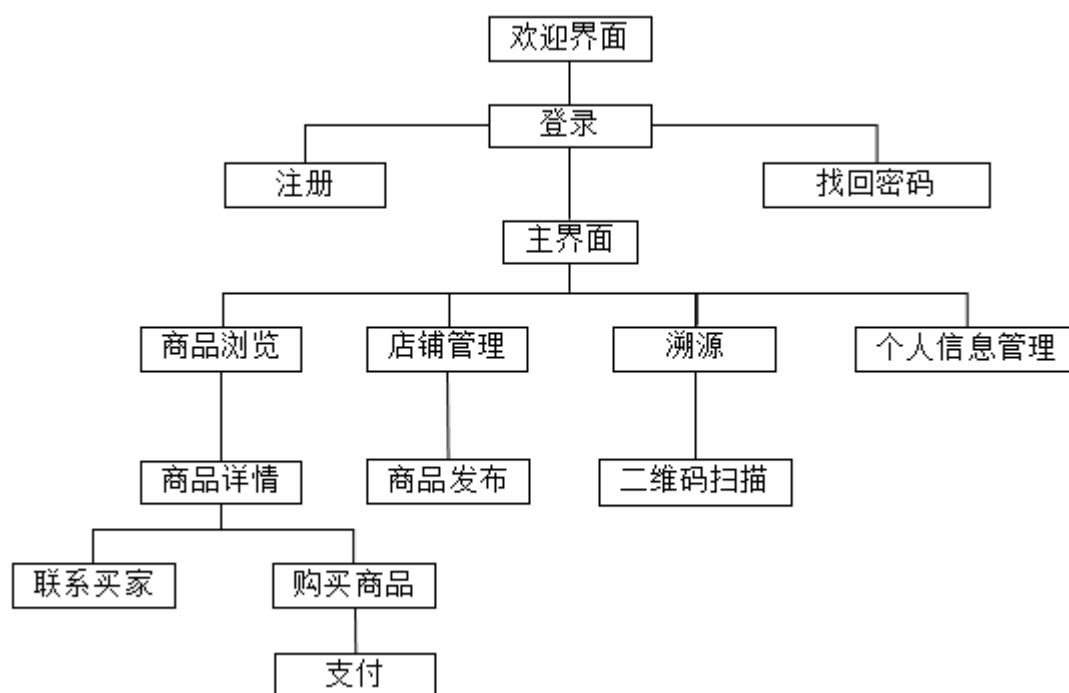 欢迎界面
登录
注册
找回密码
主界面
商品浏览
店铺管理
溯源
个人信息管理
商品详情
商品发布
二维码扫描
联系买家
购买商品
支付